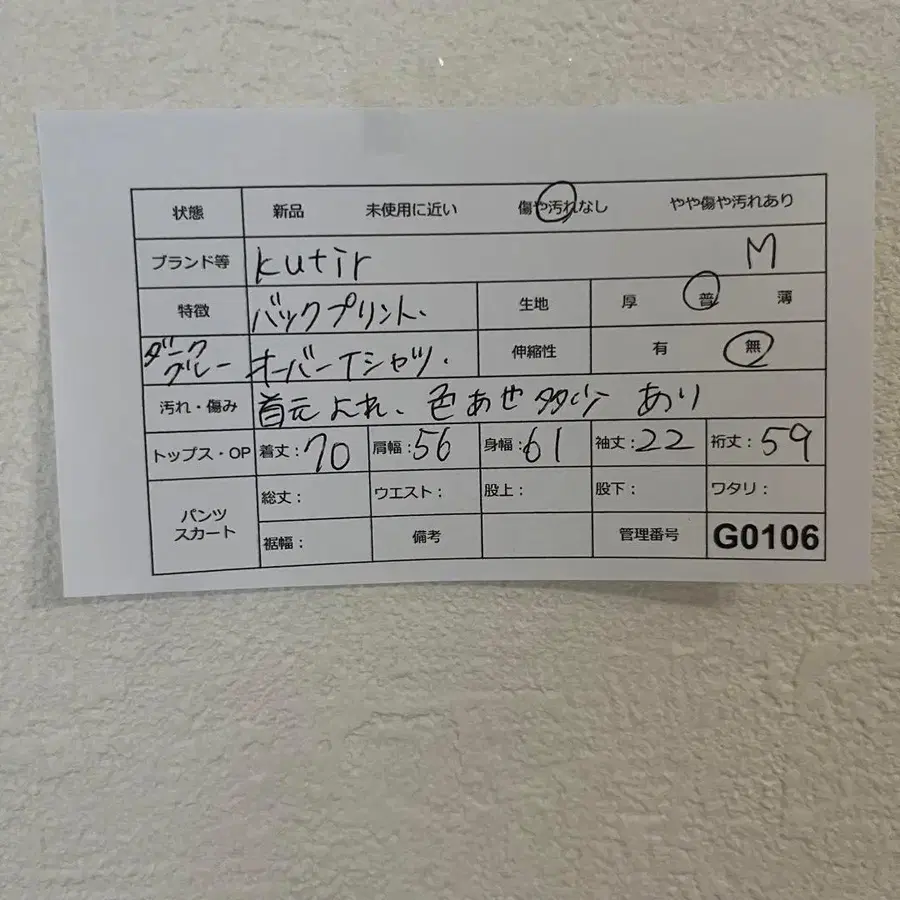 状態 新品 未使用に近い 傷や汚れなし やや傷や汚れあり
ブランド等 kutir M
特徴 バックプリント. 生地 厚 普 薄
ダークグレー オーバーTシャツ. 伸縮性 有 無
汚れ・傷み 首元よれ、色あせ多少 あり
トップス・OP 着丈:70 肩幅:56 身幅:61 袖丈:22 裄丈:59
パンツ スカート 総丈: ウエスト: 股上: 股下: ワタリ:
裾幅: 備考 管理番号 G0106